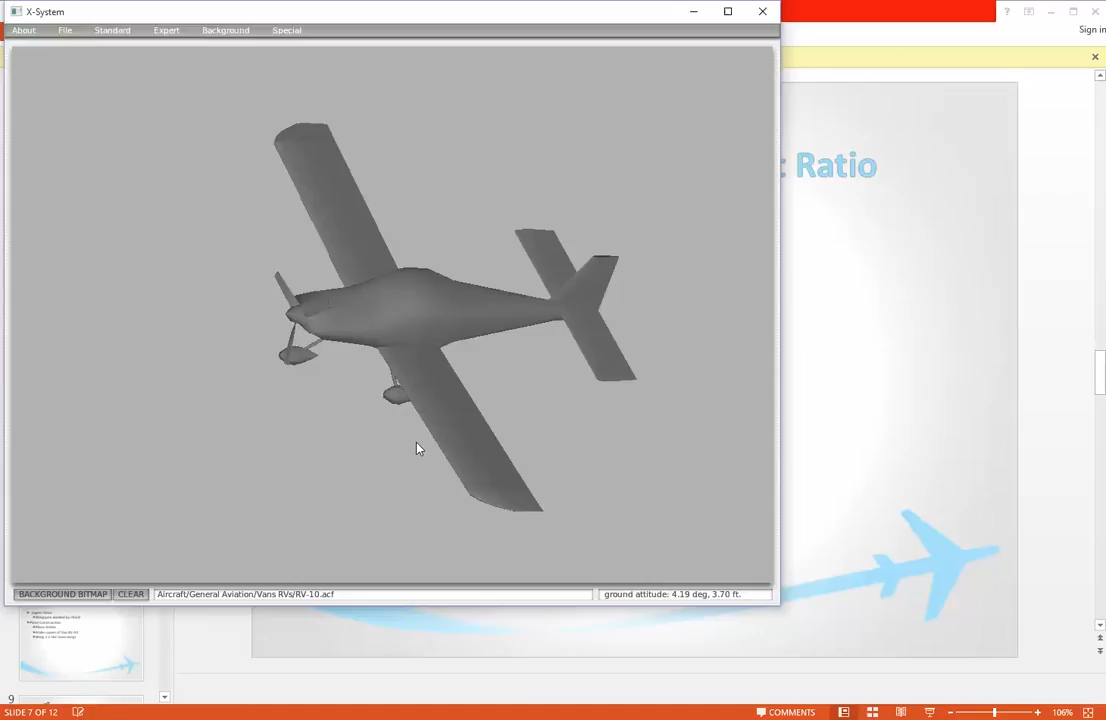 X-System
About File Standard Expert Background Special
Sign in
Ratio
BACKGROUND BITMAP CLEAR Aircraft/General Aviation/Vans RVs/RV-10.acf ground attitude: 4.19 deg, 3.70 ft.
9
SLIDE 7 OF 12 COMMENTS 106%